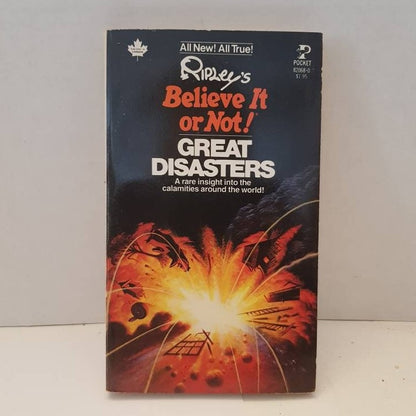 All New! All True!
Ripley's
Believe It
or Not!
GREAT
DISASTERS
A rare insight into the
calamities around the world!
POCKET